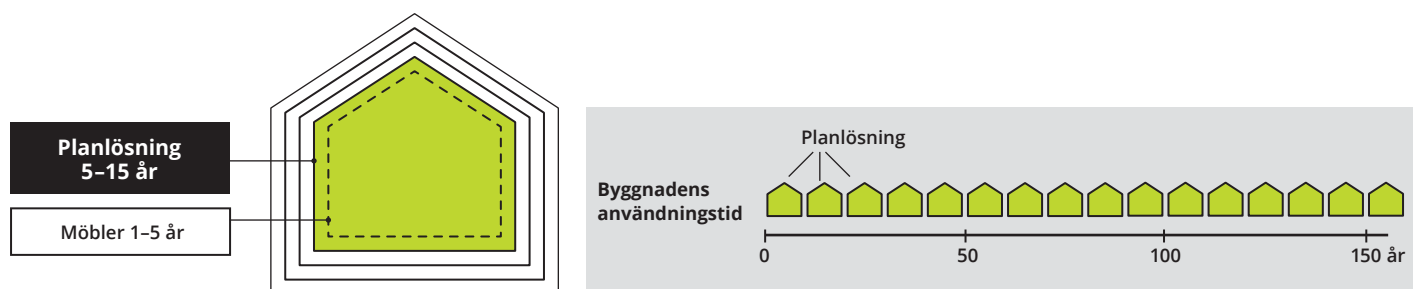 Planlösning
5–15 år
Möbler 1–5 år
Planlösning
Byggnadens
användningstid
0 50 100 150 år